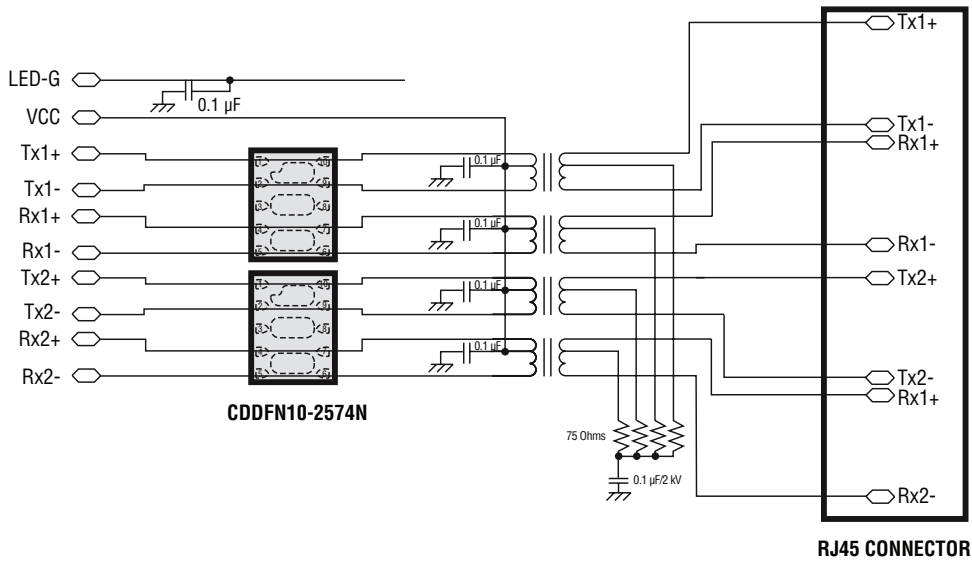 Tx1+
LED-G
0.1 µF
VCC
Tx1+
Tx1-
Rx1+
Rx1-
Tx2+
Tx2-
Rx2+
Rx2-
0.1 µF
0.1 µF
0.1 µF
0.1 µF
Tx1-
Rx1+
Rx1-
Tx2+
Tx2-
Rx1+
Rx2-
CDDFN10-2574N
75 Ohms
0.1 µF/2 kV
RJ45 CONNECTOR